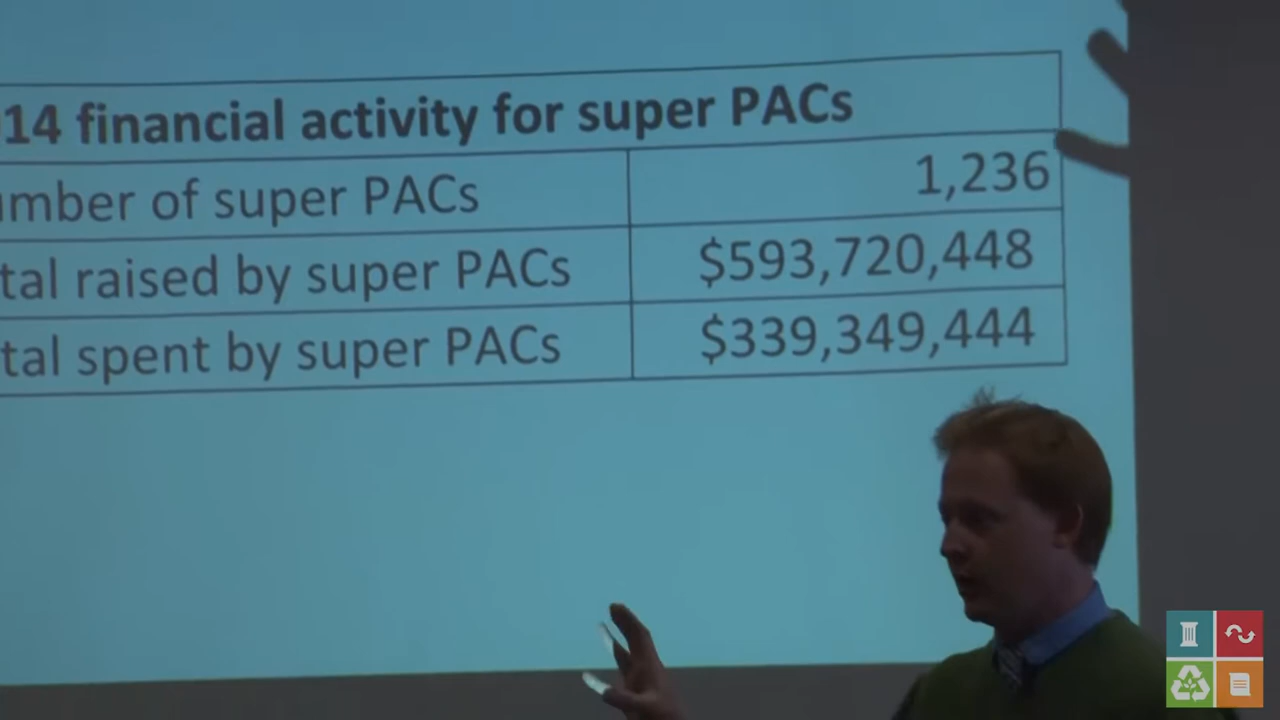 14 financial activity for super PACs
umber of super PACs 1,236
tal raised by super PACs $593,720,448
tal spent by super PACs $339,349,444